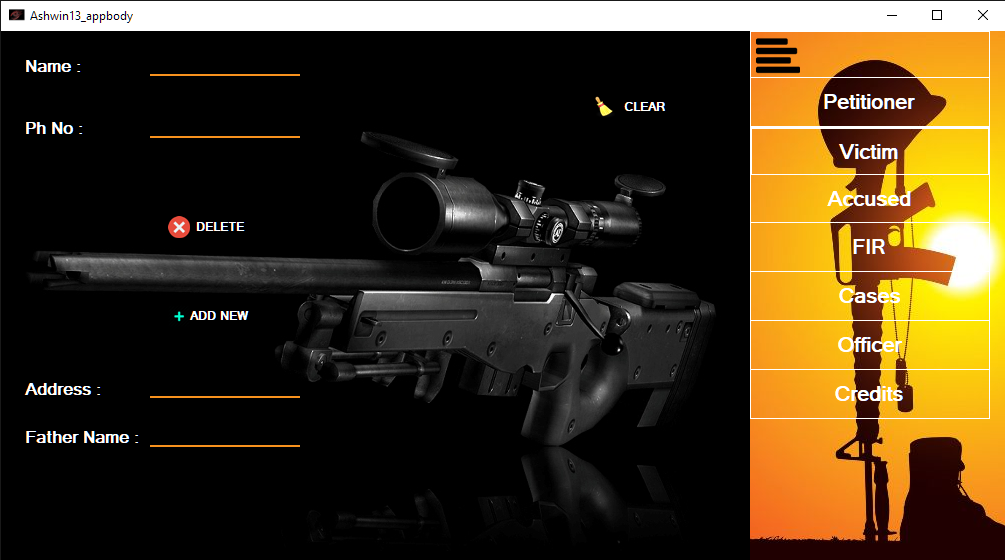 Ashwin13_appbody
Name :
Ph No :
CLEAR
DELETE
ADD NEW
Address :
Father Name :
Petitioner
Victim
Accused
FIR
Cases
Officer
Credits